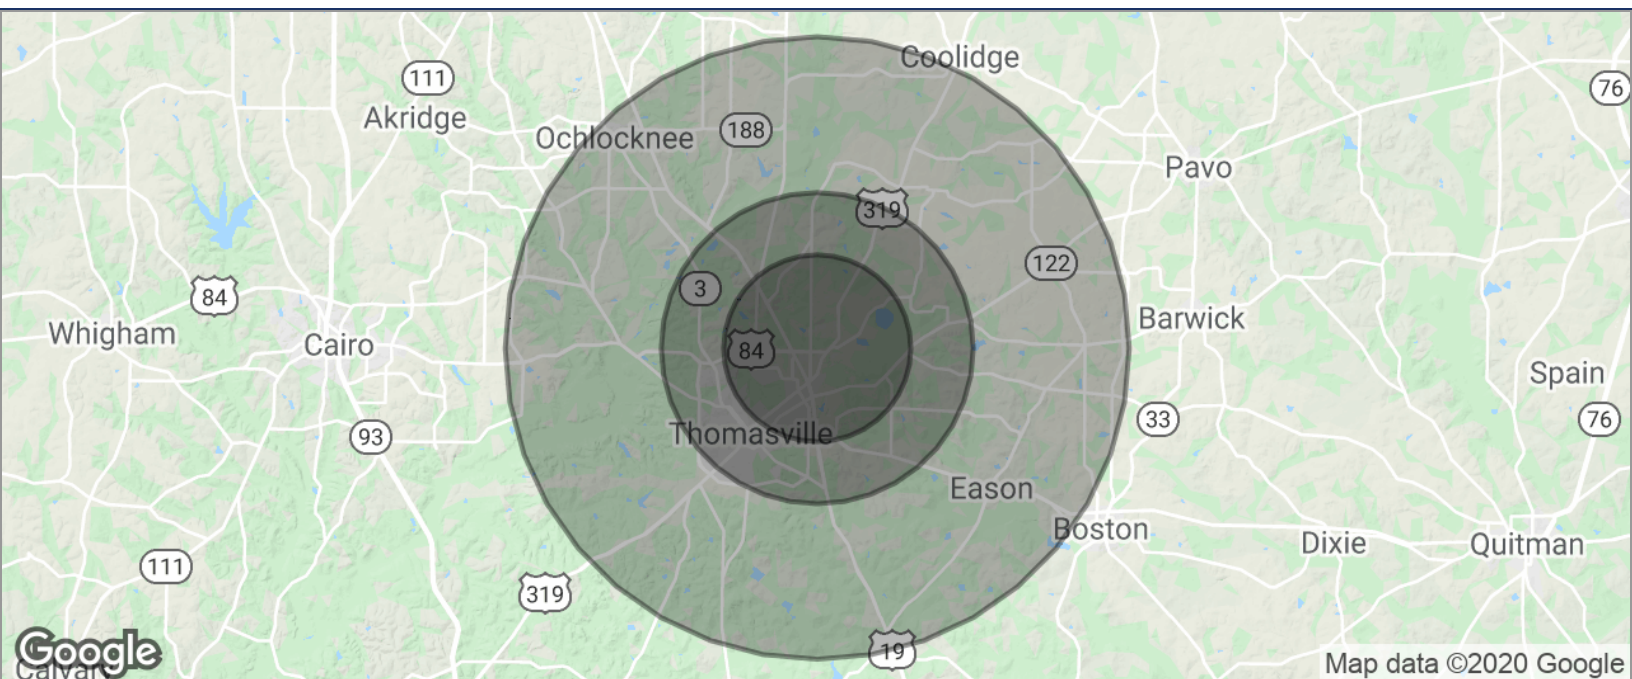 Coolidge
111
76
Akridge
188
Ochlocknee
Pavo
319
122
3
84
Whigham
Cairo
84
Barwick
Spain
93
33
76
Thomasville
Eason
Boston
Dixie
Quitman
111
319
19
Google
Calvary
Map data ©2020 Google